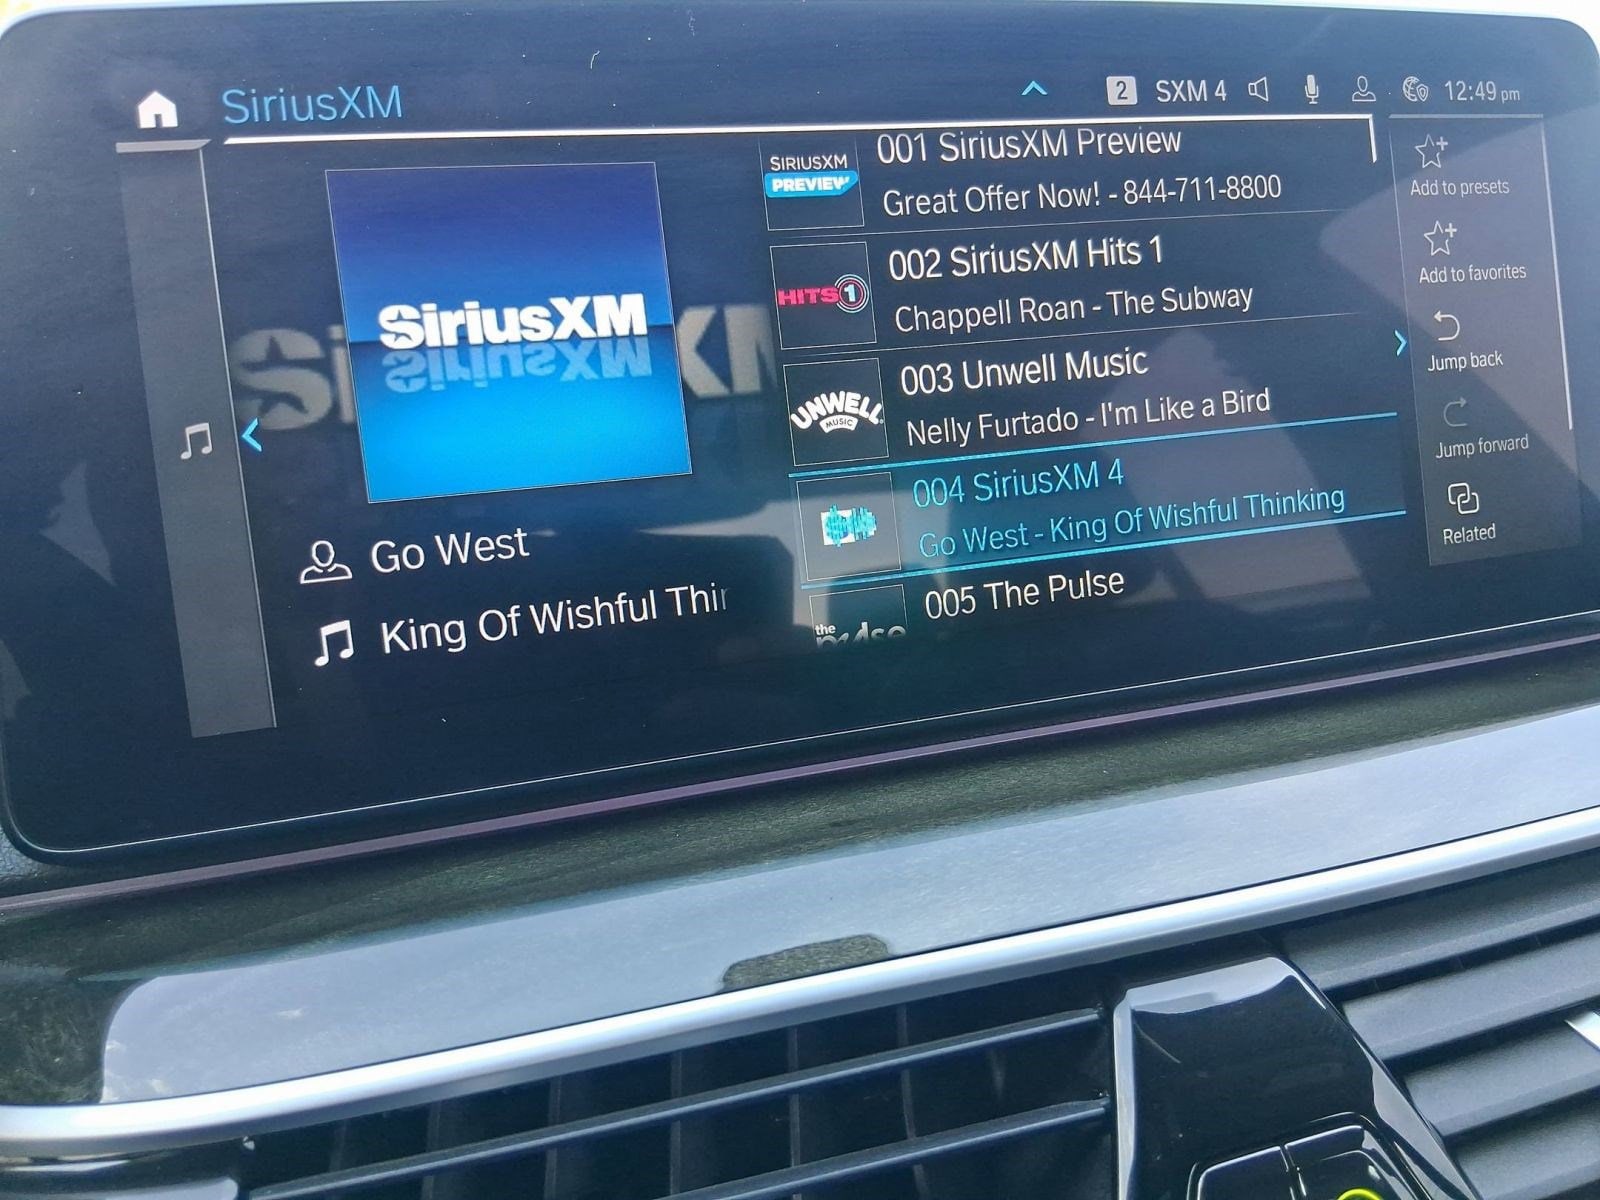 SiriusXM
2 SXM 4 12:49 pm
SiriusXM
Go West
King Of Wishful Thin
SIRIUSXM
PREVIEW
001 SiriusXM Preview
Great Offer Now! - 844-711-8800
HITS 1
002 SiriusXM Hits 1
Chappell Roan - The Subway
UNWELL
MUSIC
003 Unwell Music
Nelly Furtado - I'm Like a Bird
004 SiriusXM 4
Go West - King Of Wishful Thinking
the
pulse
005 The Pulse
Add to presets
Add to favorites
Jump back
Jump forward
Related